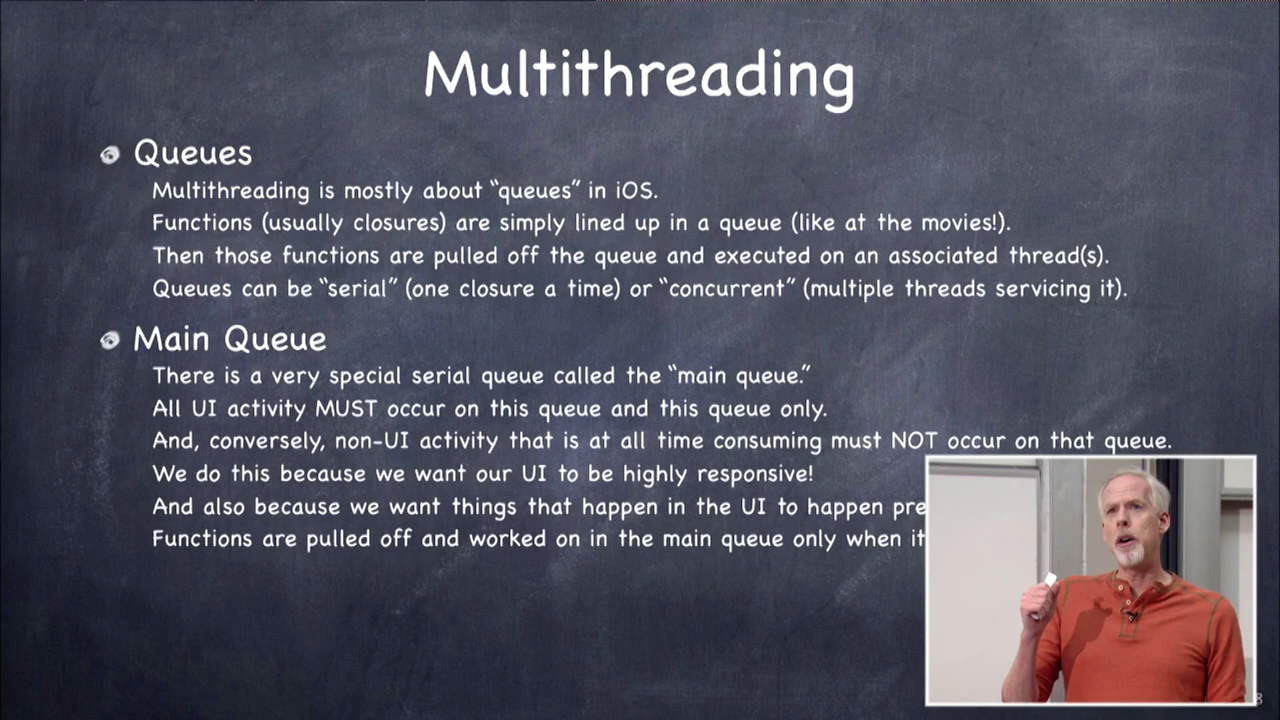 Multithreading
Queues
Multithreading is mostly about “queues” in iOS.
Functions (usually closures) are simply lined up in a queue (like at the movies!).
Then those functions are pulled off the queue and executed on an associated thread(s).
Queues can be “serial” (one closure a time) or “concurrent” (multiple threads servicing it).
Main Queue
There is a very special serial queue called the “main queue.”
All UI activity MUST occur on this queue and this queue only.
And, conversely, non-UI activity that is at all time consuming must NOT occur on that queue.
We do this because we want our UI to be highly responsive!
And also because we want things that happen in the UI to happen
Functions are pulled off and worked on in the main queue only when it